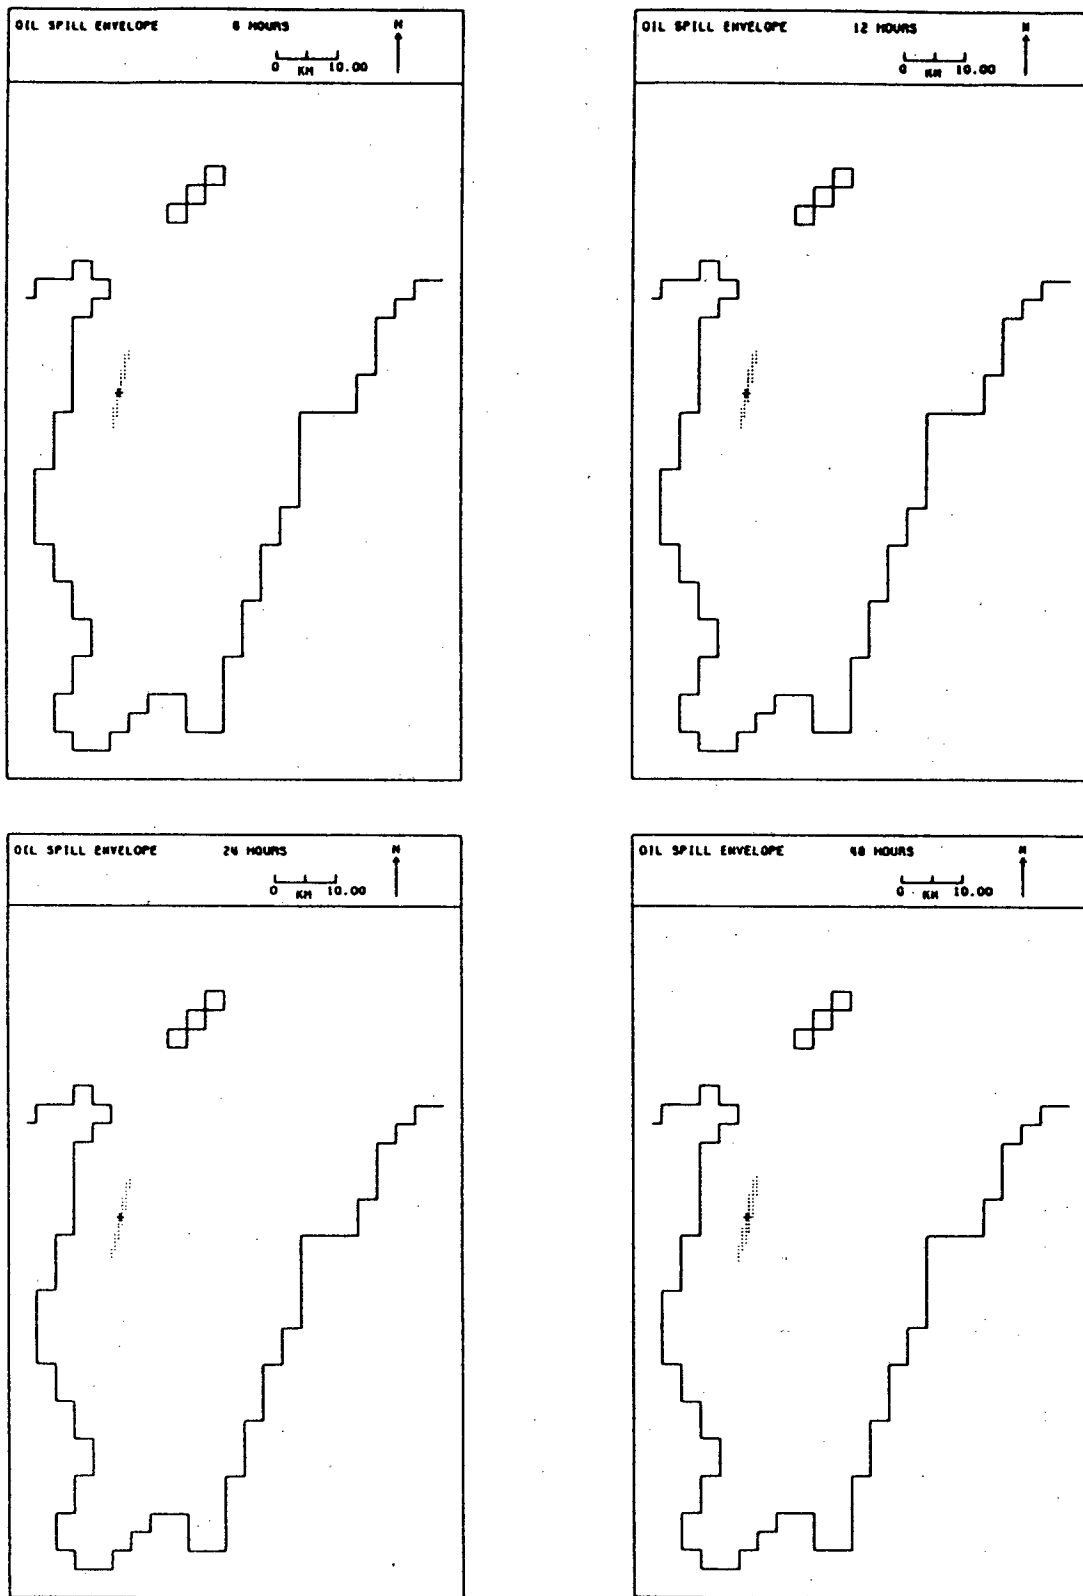 OIL SPILL ENVELOPE 6 HOURS N
0 KM 10.00
OIL SPILL ENVELOPE 12 HOURS N
0 KM 10.00
OIL SPILL ENVELOPE 24 HOURS N
0 KM 10.00
OIL SPILL ENVELOPE 48 HOURS N
0 KM 10.00